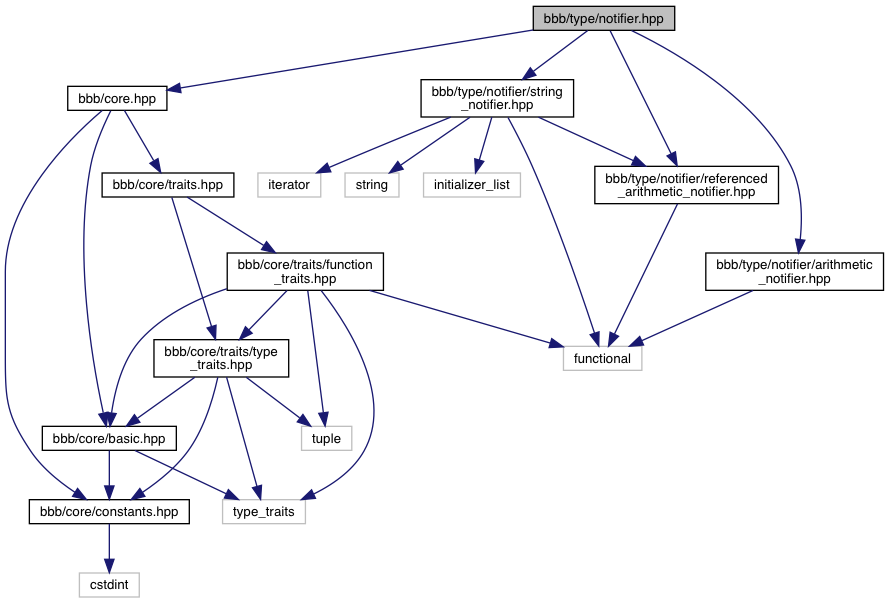 bbb/type/notifier.hpp
bbb/core.hpp
bbb/type/notifier/string
_notifier.hpp
bbb/core/traits.hpp
iterator
string
initializer_list
bbb/type/notifier/referenced
_arithmetic_notifier.hpp
bbb/core/traits/function
_traits.hpp
bbb/type/notifier/arithmetic
_notifier.hpp
bbb/core/traits/type
_traits.hpp
functional
bbb/core/basic.hpp
tuple
bbb/core/constants.hpp
type_traits
cstdint